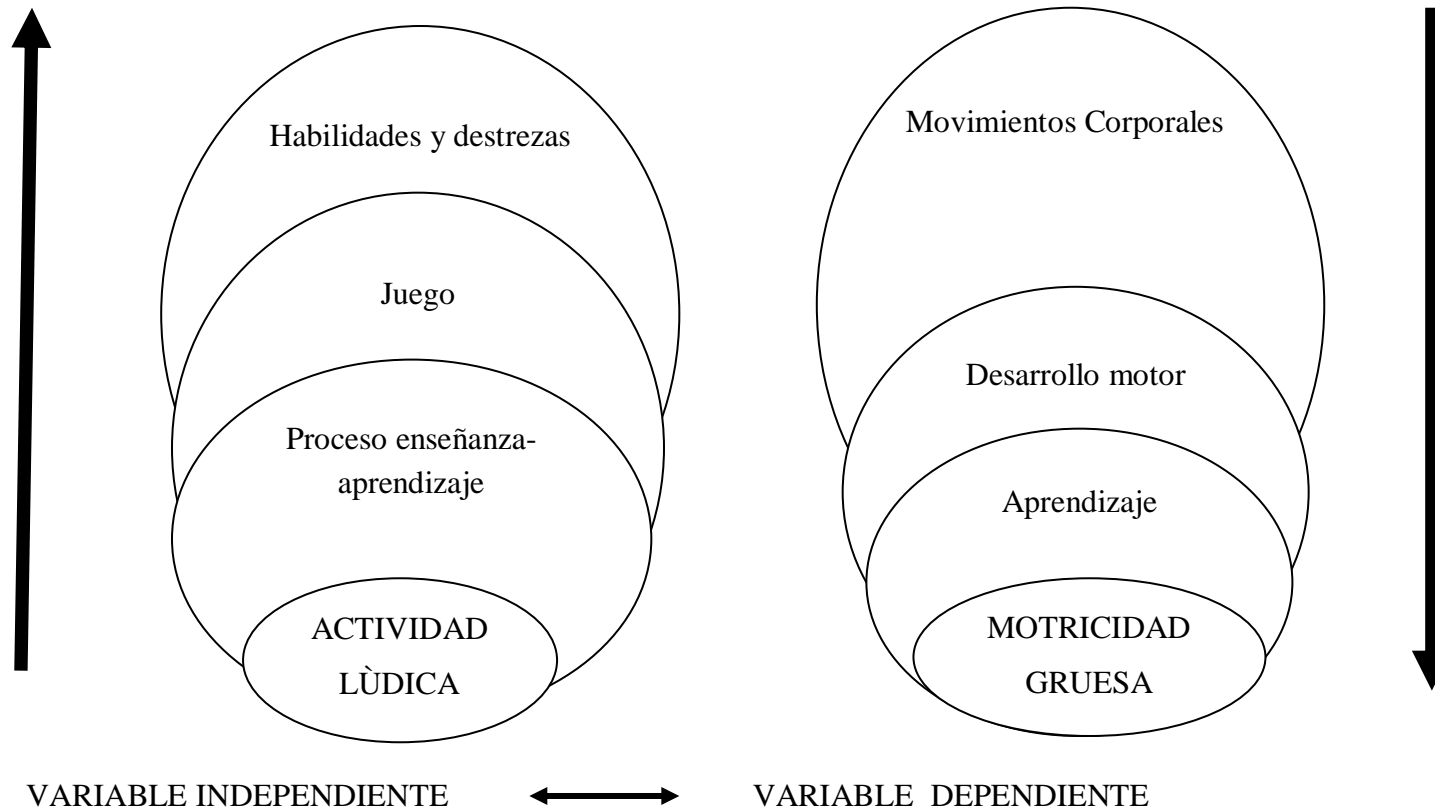 Habilidades y destrezas
Juego
Proceso enseñanza-
aprendizaje
ACTIVIDAD
LÙDICA
Movimientos Corporales
Desarrollo motor
Aprendizaje
MOTRICIDAD
GRUESA
VARIABLE INDEPENDIENTE
VARIABLE DEPENDIENTE